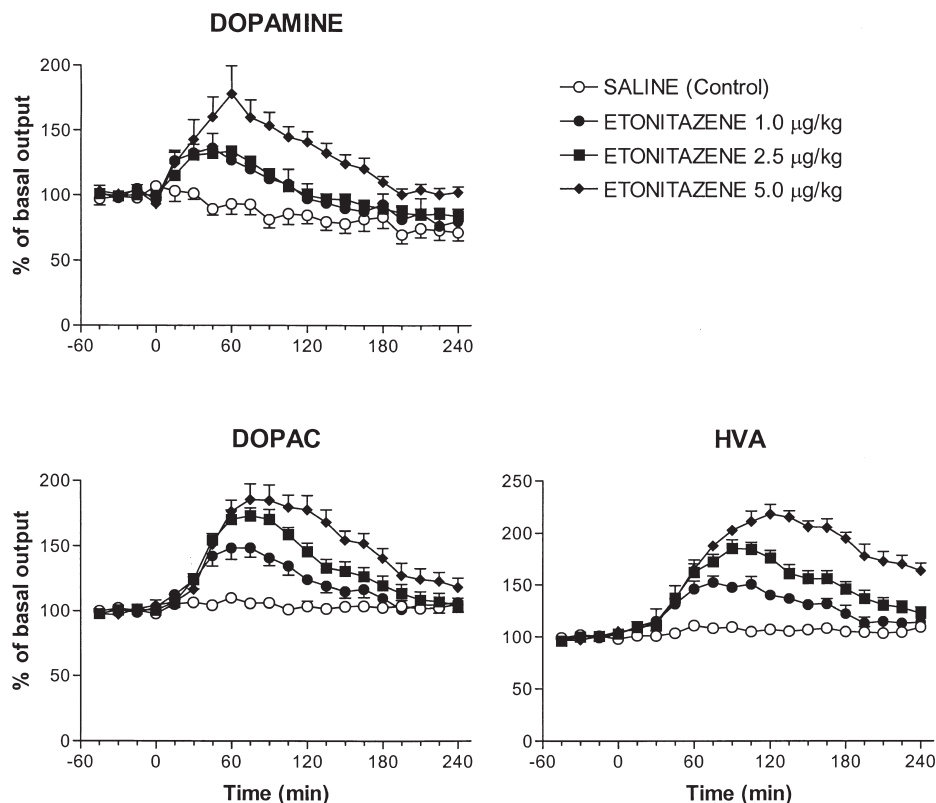 DOPAMINE
% of basal output
200
150
100
50
0
-60 0 60 120 180 240
SALINE (Control)
ETONITAZENE 1.0 μg/kg
ETONITAZENE 2.5 μg/kg
ETONITAZENE 5.0 μg/kg
DOPAC
% of basal output
200
150
100
50
0
-60 0 60 120 180 240
Time (min)
HVA
250
200
150
100
50
0
-60 0 60 120 180 240
Time (min)